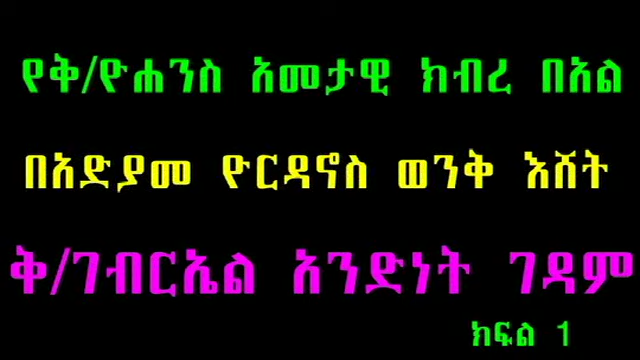 የቅ/ዮሐንስ አመታዊ ክብረ በአል
በአድያመ ዮርዳኖስ ወንቅ እሸት
ቅ/ገብርኤል አንድነት ገዳም
ክፍል 1